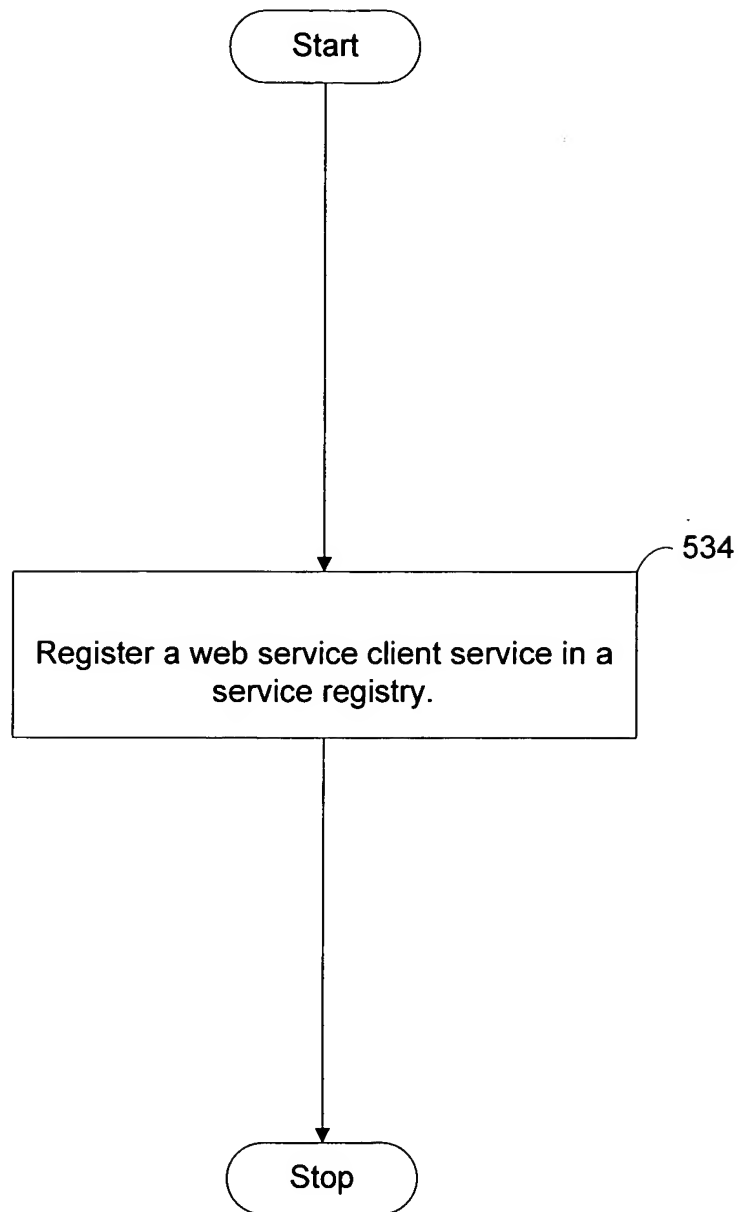 Start
534
Register a web service client service in a
service registry.
Stop